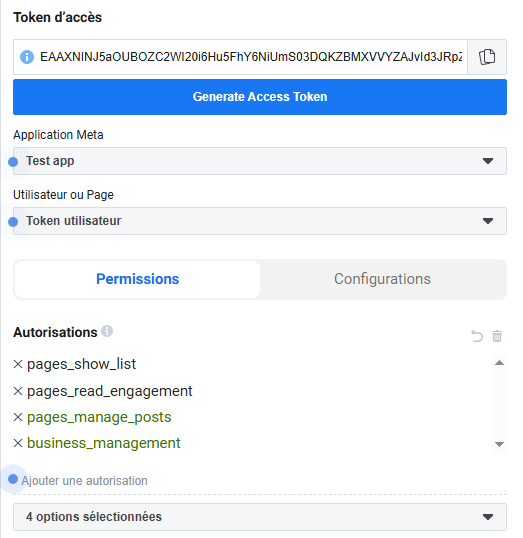 Token d'accès
EAAXNINJ5aOUBOZC2WI20i6Hu5FhY6NiUmS03DQKZBMXVVYZAJvId3JRpZ
Generate Access Token
Application Meta
Test app
Utilisateur ou Page
Token utilisateur
Permissions
Configurations
Autorisations
pages_show_list
pages_read_engagement
pages_manage_posts
business_management
Ajouter une autorisation
4 options sélectionnées